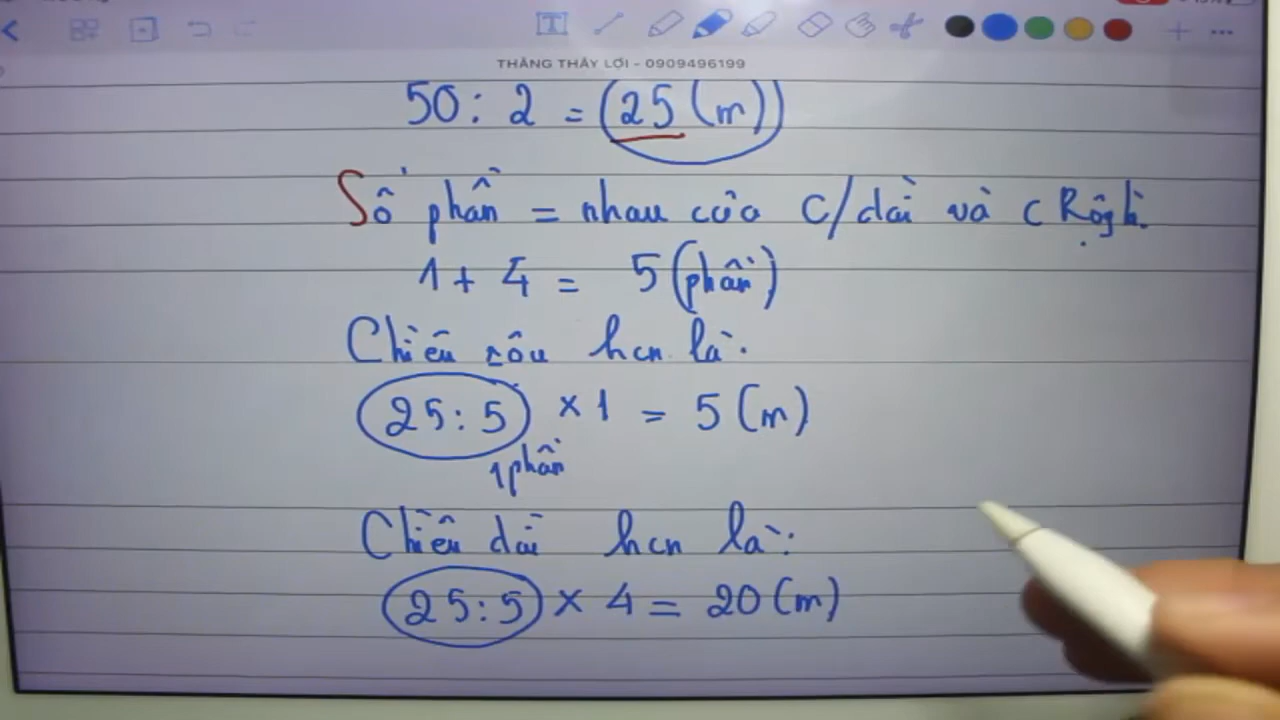 THẦNG THẦY LỢI - 0909496199
50 : 2 = (25 (m))
Số phần = nhau của c/dài và c Rộng là:
1 + 4 = 5 (phần)
Chiều rộng hcn là:
25 : 5 × 1 = 5 (m)
1 phần
Chiều dài hcn là:
25 : 5 × 4 = 20 (m)